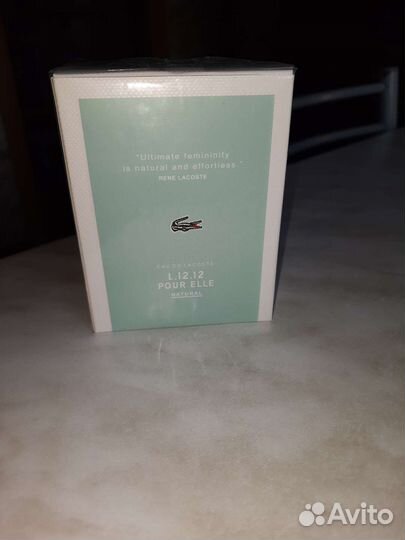 "Ultimate femininity
is natural and effortless."
RENE LACOSTE
EAU DE LACOSTE
L.12.12
POUR ELLE
NATURAL
Avito